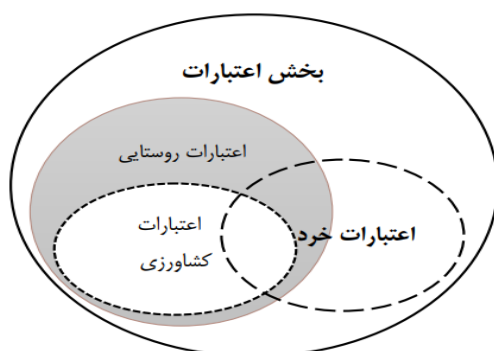 بخش اعتبارات
اعتبارات روستایی
اعتبارات
کشاورزی
اعتبارات خرد